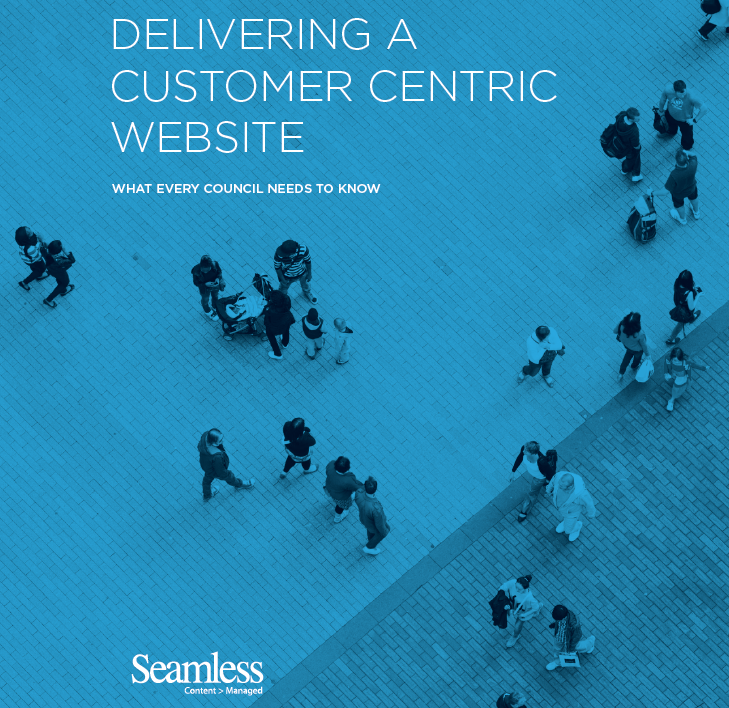 DELIVERING A
CUSTOMER CENTRIC
WEBSITE
WHAT EVERY COUNCIL NEEDS TO KNOW
Seamless
Content > Managed